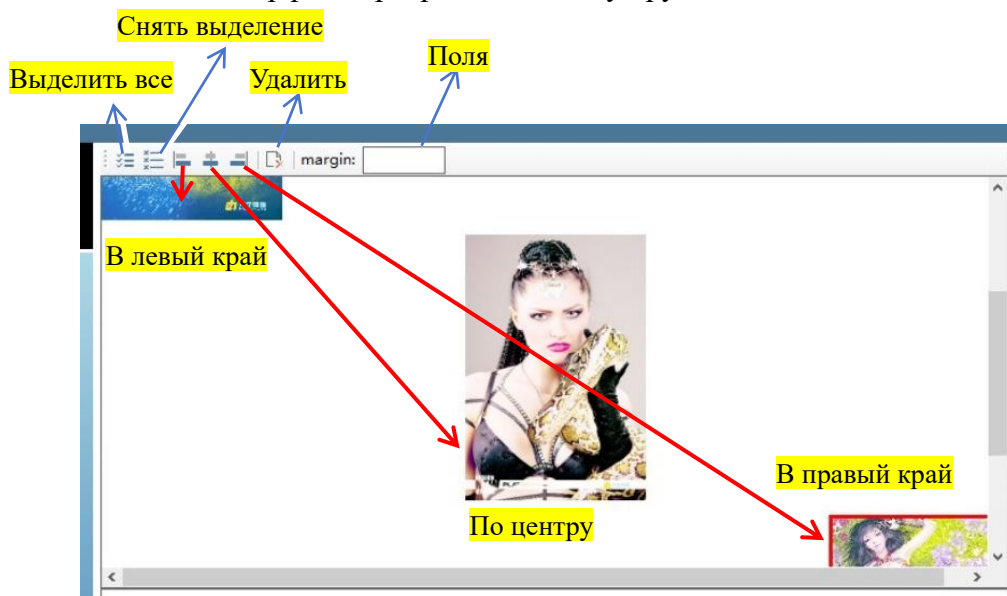 Снять выделение
Поля
Выделить все
Удалить
margin:
В левый край
В правый край
По центру